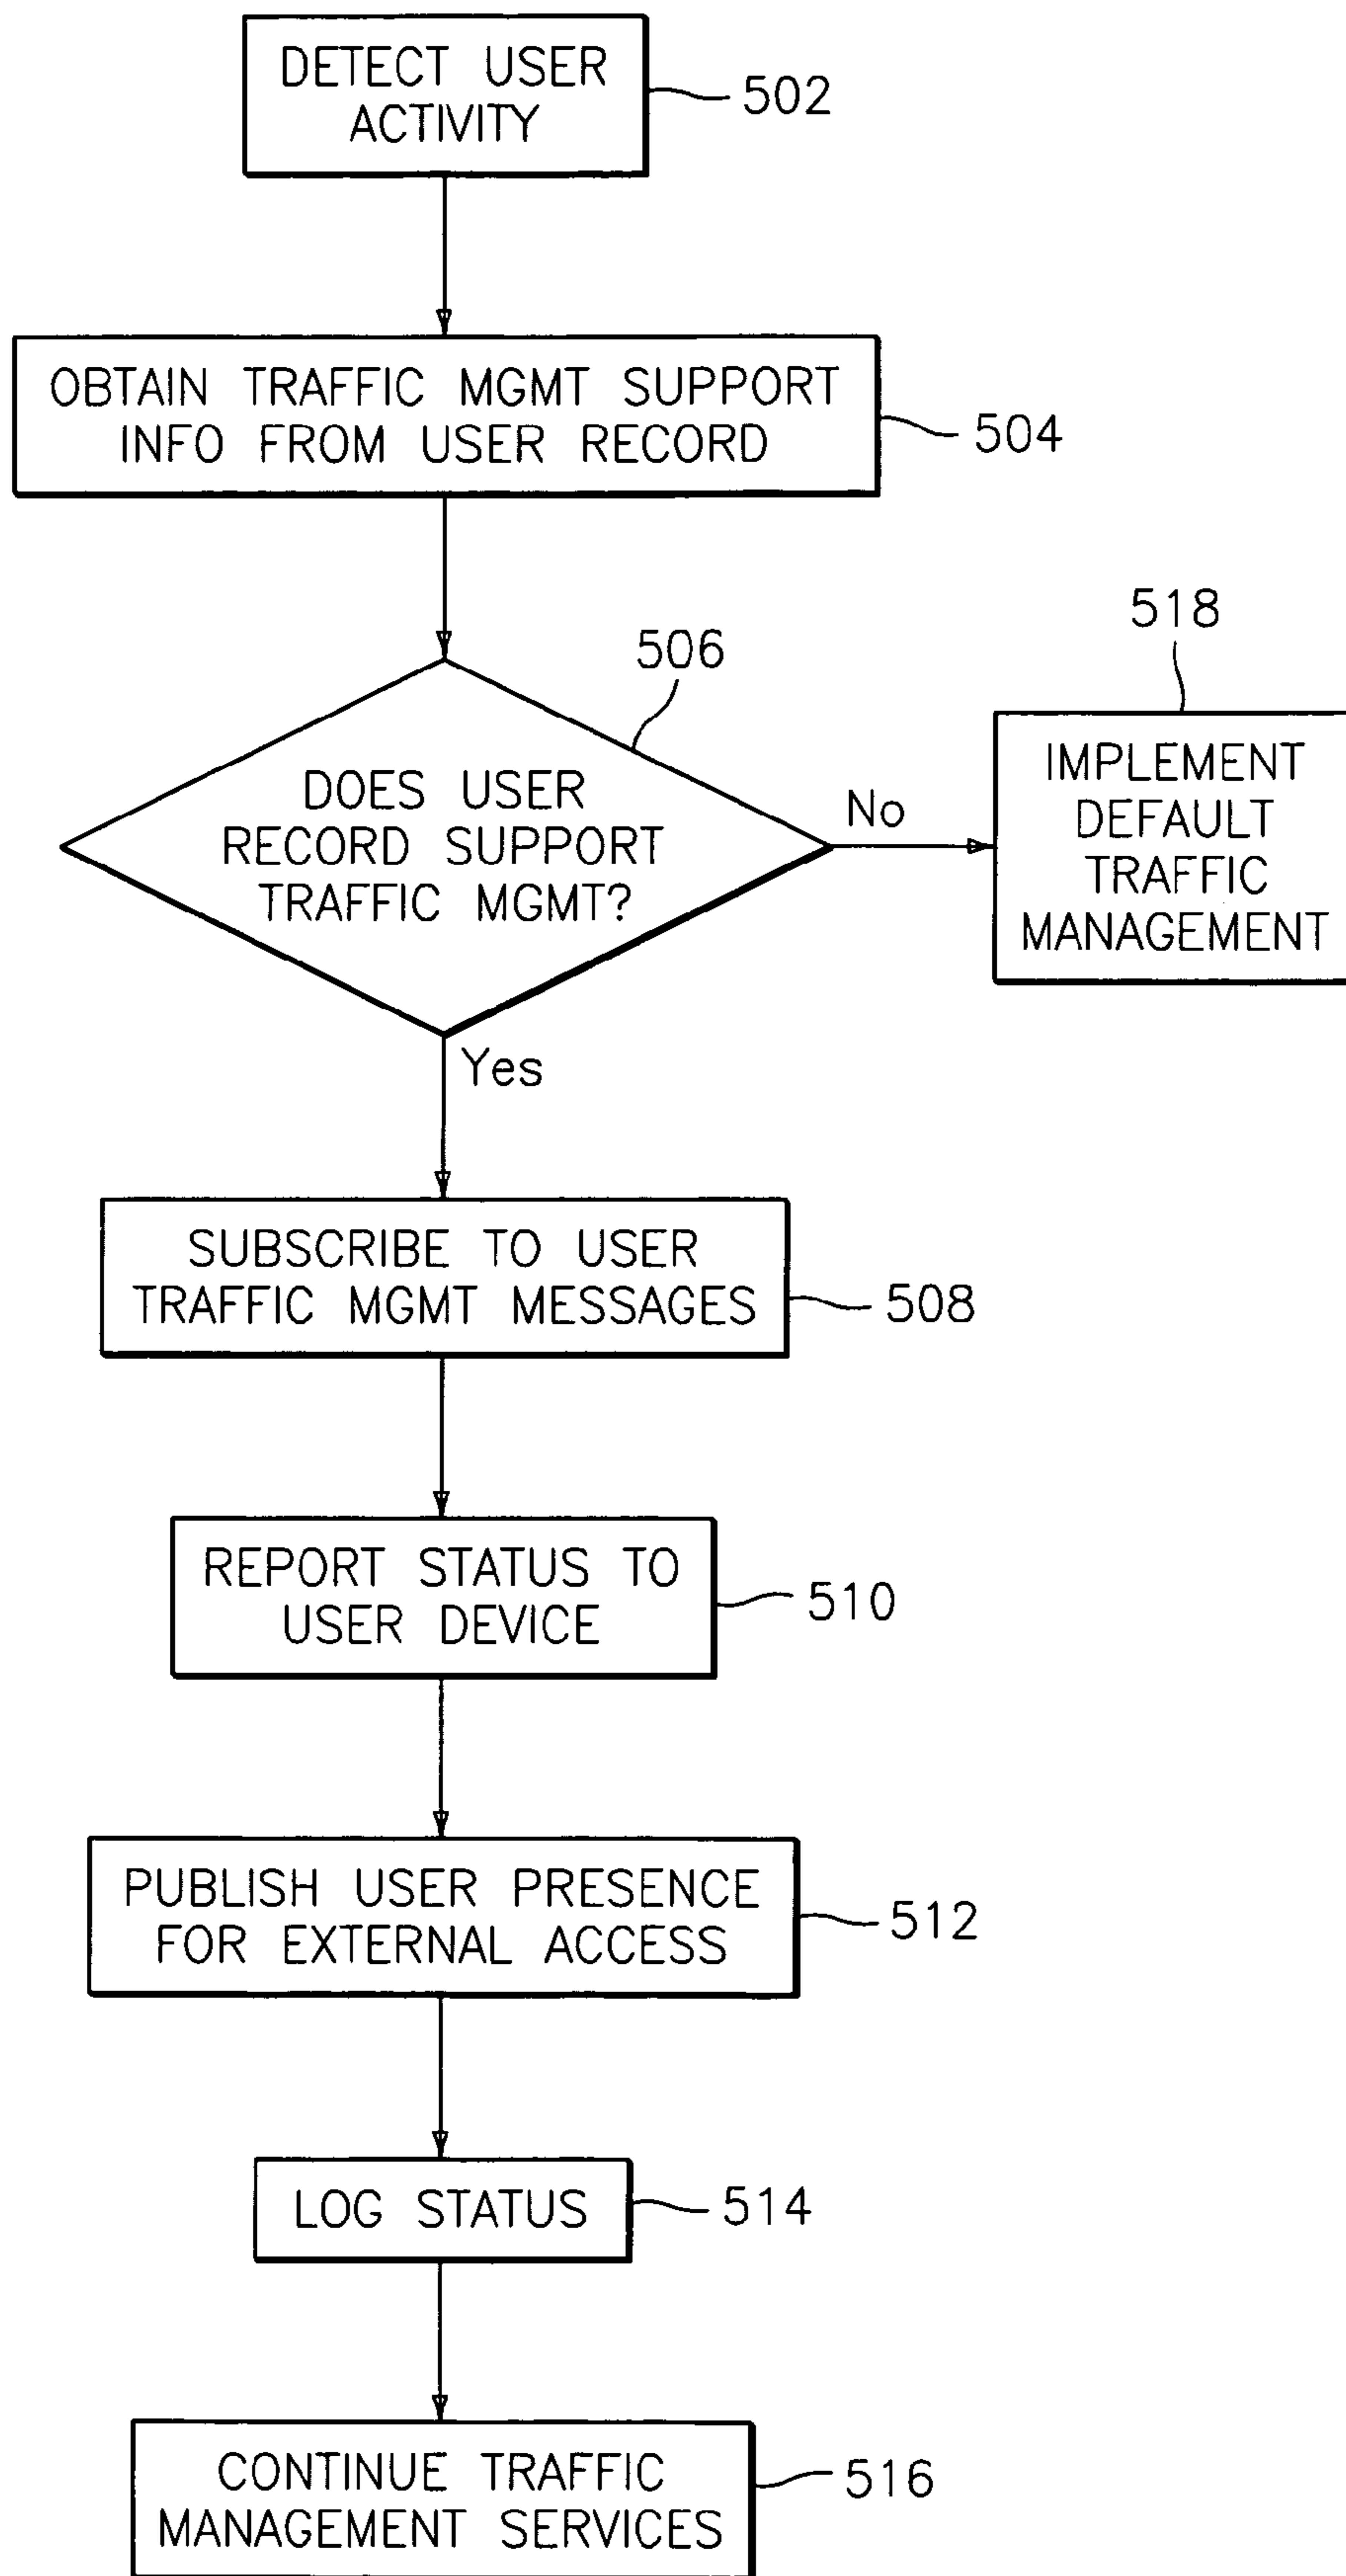 DETECT USER
ACTIVITY
502
OBTAIN TRAFFIC MGMT SUPPORT
INFO FROM USER RECORD
504
506
DOES USER
RECORD SUPPORT
TRAFFIC MGMT?
No
518
IMPLEMENT
DEFAULT
TRAFFIC
MANAGEMENT
Yes
SUBSCRIBE TO USER
TRAFFIC MGMT MESSAGES
508
REPORT STATUS TO
USER DEVICE
510
PUBLISH USER PRESENCE
FOR EXTERNAL ACCESS
512
LOG STATUS
514
CONTINUE TRAFFIC
MANAGEMENT SERVICES
516